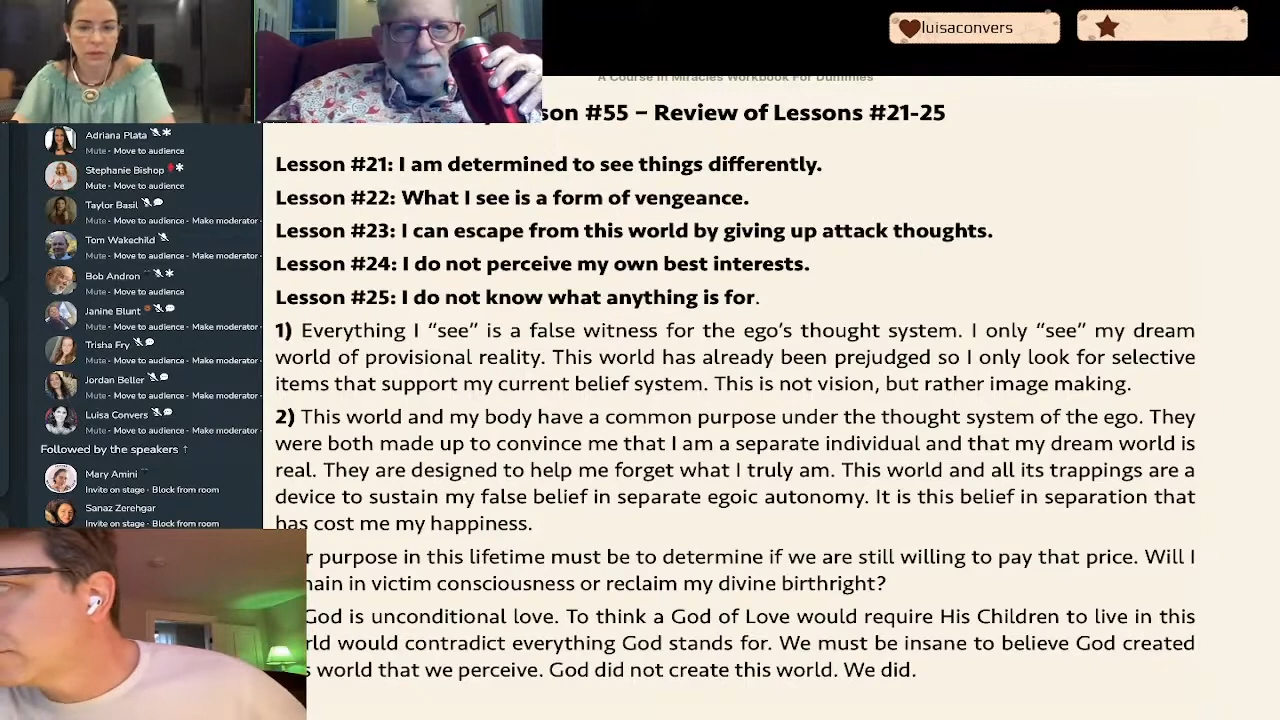 luisaconvers
A Course In Miracles Workbook For Dummies
son #55 – Review of Lessons #21-25
Lesson #21: I am determined to see things differently.
Lesson #22: What I see is a form of vengeance.
Lesson #23: I can escape from this world by giving up attack thoughts.
Lesson #24: I do not perceive my own best interests.
Lesson #25: I do not know what anything is for.
1) Everything I “see” is a false witness for the ego’s thought system. I only “see” my dream
world of provisional reality. This world has already been prejudged so I only look for selective
items that support my current belief system. This is not vision, but rather image making.
2) This world and my body have a common purpose under the thought system of the ego. They
were both made up to convince me that I am a separate individual and that my dream world is
real. They are designed to help me forget what I truly am. This world and all its trappings are a
device to sustain my false belief in separate egoic autonomy. It is this belief in separation that
has cost me my happiness.
r purpose in this lifetime must be to determine if we are still willing to pay that price. Will I
main in victim consciousness or reclaim my divine birthright?
God is unconditional love. To think a God of Love would require His Children to live in this
rld would contradict everything God stands for. We must be insane to believe God created
s world that we perceive. God did not create this world. We did.
Adriana Plata
Mute - Move to audience
Stephanie Bishop
Mute - Move to audience
Taylor Basil
Mute - Move to audience - Make moderator -
Tom Wakechild
Mute - Move to audience - Make moderator -
Bob Andron
Mute - Move to audience
Janine Blunt
Mute - Move to audience - Make moderator -
Trisha Fry
Mute - Move to audience - Make moderator -
Jordan Beller
Mute - Move to audience - Make moderator -
Luisa Convers
Mute - Move to audience - Make moderator -
Followed by the speakers ↑
Mary Amini
Invite on stage - Block from room
Sanaz Zerehgar
Invite on stage - Block from room